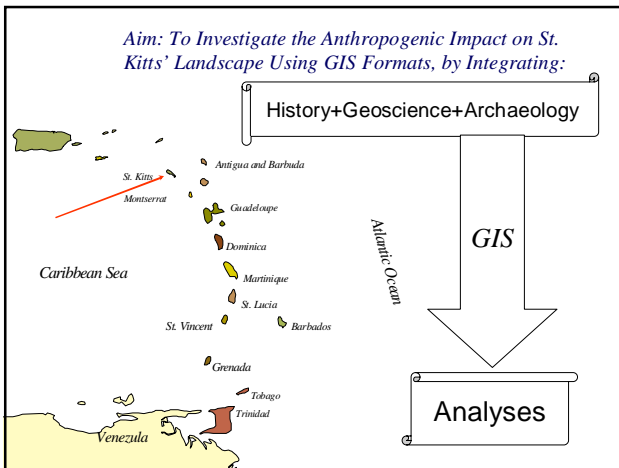 Aim: To Investigate the Anthropogenic Impact on St.
Kitts' Landscape Using GIS Formats, by Integrating:
History+Geoscience+Archaeology
Antigua and Barbuda
St. Kitts
Montserrat
Guadeloupe
Atlantic Ocean
GIS
Dominica
Caribbean Sea
Martinique
St. Lucia
St. Vincent
Barbados
Grenada
Tobago
Trinidad
Analyses
Venezula